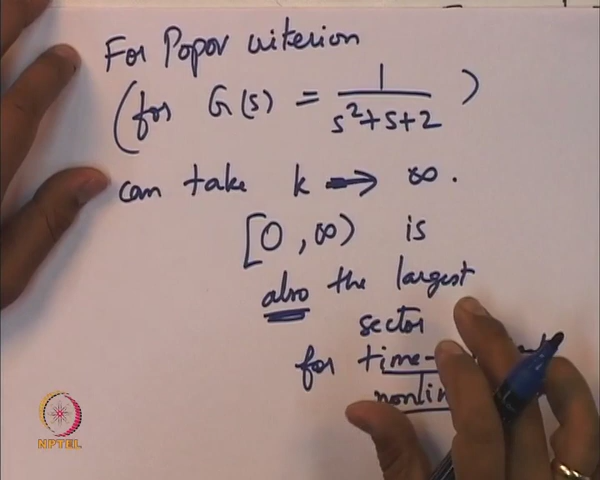 For Popov criterion
(for G(s) = 1/(s²+s+2))
can take k → ∞.
[0, ∞) is
also the largest
sector
for time-
NPTEL